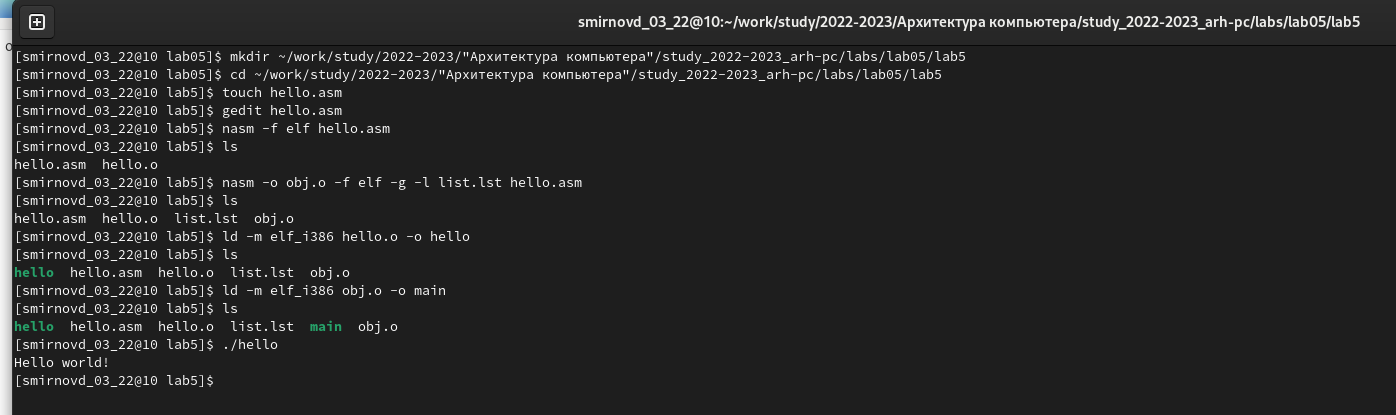 smirnovd_03_22@10:~/work/study/2022-2023/Архитектура компьютера/study_2022-2023_arh-pc/labs/lab05/lab5
[smirnovd_03_22@10 lab05]$ mkdir ~/work/study/2022-2023/"Архитектура компьютера"/study_2022-2023_arh-pc/labs/lab05/lab5
[smirnovd_03_22@10 lab05]$ cd ~/work/study/2022-2023/"Архитектура компьютера"/study_2022-2023_arh-pc/labs/lab05/lab5
[smirnovd_03_22@10 lab5]$ touch hello.asm
[smirnovd_03_22@10 lab5]$ gedit hello.asm
[smirnovd_03_22@10 lab5]$ nasm -f elf hello.asm
[smirnovd_03_22@10 lab5]$ ls
hello.asm  hello.o
[smirnovd_03_22@10 lab5]$ nasm -o obj.o -f elf -g -l list.lst hello.asm
[smirnovd_03_22@10 lab5]$ ls
hello.asm  hello.o  list.lst  obj.o
[smirnovd_03_22@10 lab5]$ ld -m elf_i386 hello.o -o hello
[smirnovd_03_22@10 lab5]$ ls
hello  hello.asm  hello.o  list.lst  obj.o
[smirnovd_03_22@10 lab5]$ ld -m elf_i386 obj.o -o main
[smirnovd_03_22@10 lab5]$ ls
hello  hello.asm  hello.o  list.lst  main  obj.o
[smirnovd_03_22@10 lab5]$ ./hello
Hello world!
[smirnovd_03_22@10 lab5]$